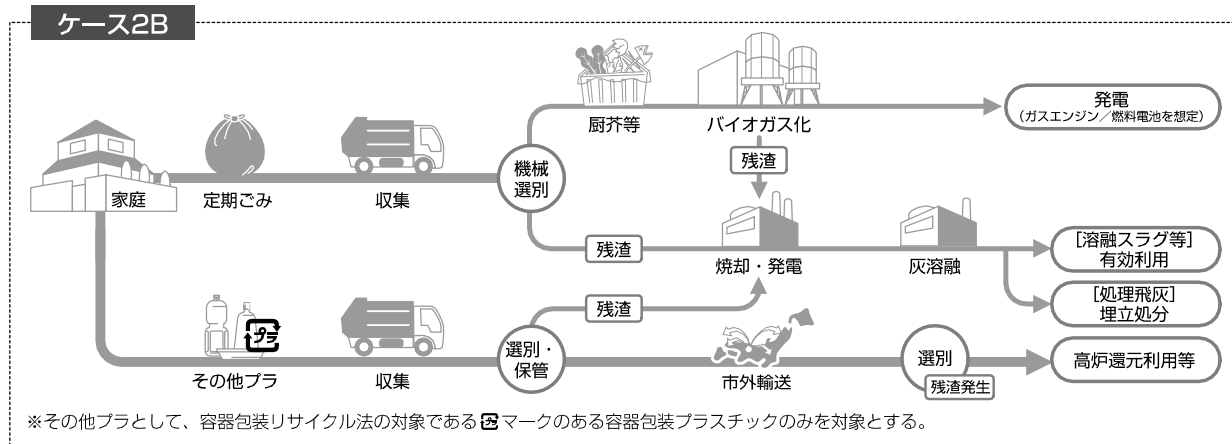 ケース2B
厨芥等
バイオガス化
発電
（ガスエンジン／燃料電池を想定）
残渣
家庭
定期ごみ
収集
機械
選別
残渣
焼却・発電
灰溶融
［溶融スラグ等］
有効利用
［処理飛灰］
埋立処分
残渣
プラ
その他プラ
収集
選別・
保管
市外輸送
選別
残渣発生
高炉還元利用等
※その他プラとして、容器包装リサイクル法の対象であるプラマークのある容器包装プラスチックのみを対象とする。